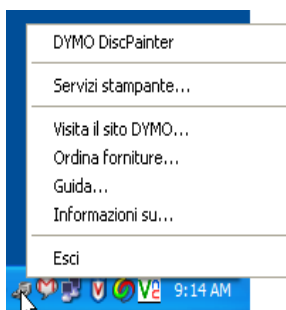 DYMO DiscPainter
Servizi stampante...
Visita il sito DYMO...
Ordina forniture...
Guida...
Informazioni su...
Esci
9:14 AM